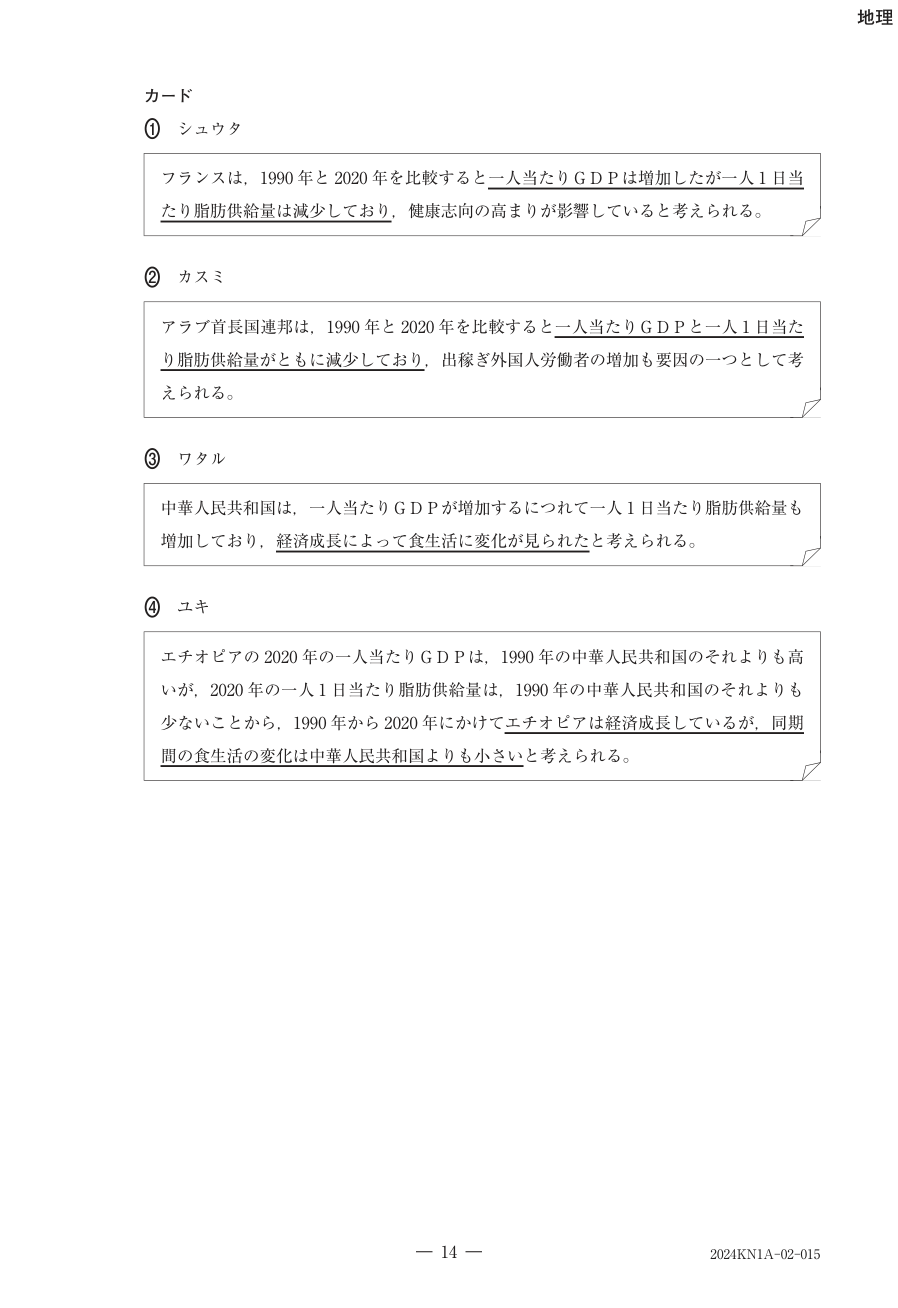 地理
カード
① シュウタ
フランスは，1990 年と 2020 年を比較すると一人当たりＧＤＰは増加したが一人１日当
たり脂肪供給量は減少しており，健康志向の高まりが影響していると考えられる。
② カスミ
アラブ首長国連邦は，1990 年と 2020 年を比較すると一人当たりＧＤＰと一人１日当た
り脂肪供給量がともに減少しており，出稼ぎ外国人労働者の増加も要因の一つとして考
えられる。
③ ワタル
中華人民共和国は，一人当たりＧＤＰが増加するにつれて一人１日当たり脂肪供給量も
増加しており，経済成長によって食生活に変化が見られたと考えられる。
④ ユキ
エチオピアの 2020 年の一人当たりＧＤＰは，1990 年の中華人民共和国のそれよりも高
いが，2020 年の一人１日当たり脂肪供給量は，1990 年の中華人民共和国のそれよりも
少ないことから，1990 年から 2020 年にかけてエチオピアは経済成長しているが，同期
間の食生活の変化は中華人民共和国よりも小さいと考えられる。
― 14 ―
2024KN1A-02-015